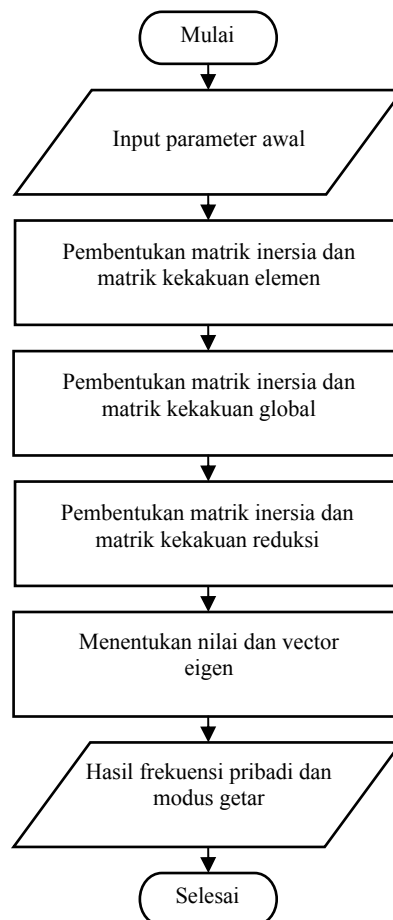 Mulai
Input parameter awal
Pembentukan matrik inersia dan
matrik kekakuan elemen
Pembentukan matrik inersia dan
matrik kekakuan global
Pembentukan matrik inersia dan
matrik kekakuan reduksi
Menentukan nilai dan vector
eigen
Hasil frekuensi pribadi dan
modus getar
Selesai